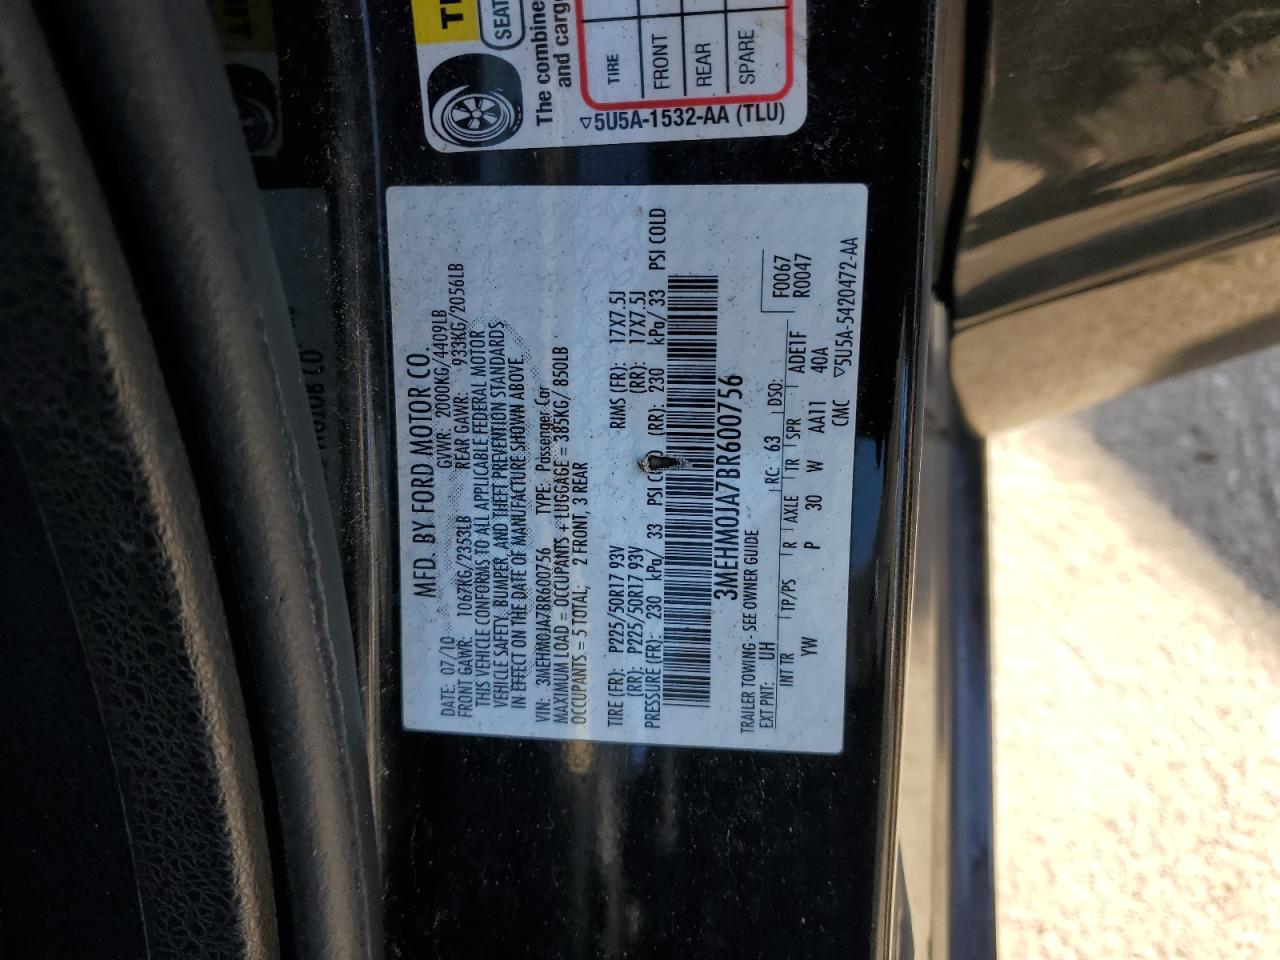 SEAT
The combine
and cargo
TIRE
FRONT
REAR
SPARE
▽5U5A-1532-AA (TLU)
MFD. BY FORD MOTOR CO.
DATE: 07/10 GVWR: 2000KG/4409LB
FRONT GAWR: 1067KG/2353LB REAR GAWR: 933KG/2056LB
THIS VEHICLE CONFORMS TO ALL APPLICABLE FEDERAL MOTOR
VEHICLE SAFETY, BUMPER, AND THEFT PREVENTION STANDARDS
IN EFFECT ON THE DATE OF MANUFACTURE SHOWN ABOVE.
VIN: 3MEHM0JA7BR600756 TYPE: Passenger Car
MAXIMUM LOAD = OCCUPANTS + LUGGAGE = 385KG/ 850LB
OCCUPANTS = 5 TOTAL, 2 FRONT, 3 REAR
TIRE (FR): P225/50R17 93V RIMS (FR): 17X7.5J
(RR): P225/50R17 93V (RR): 17X7.5J
PRESSURE (FR): 230 kPa/ 33 PSI (RR): 230 kPa/ 33 PSI COLD
3MEHM0JA7BR600756
TRAILER TOWING - SEE OWNER GUIDE
EXT PNT: UH RC: 63 DSO: F0067
INT TR TP/PS R AXLE TR SPR ADE1F R0047
YW P 30 W AA11 40A
CMC ▽5U5A-5420472-AA
MOTOR CO